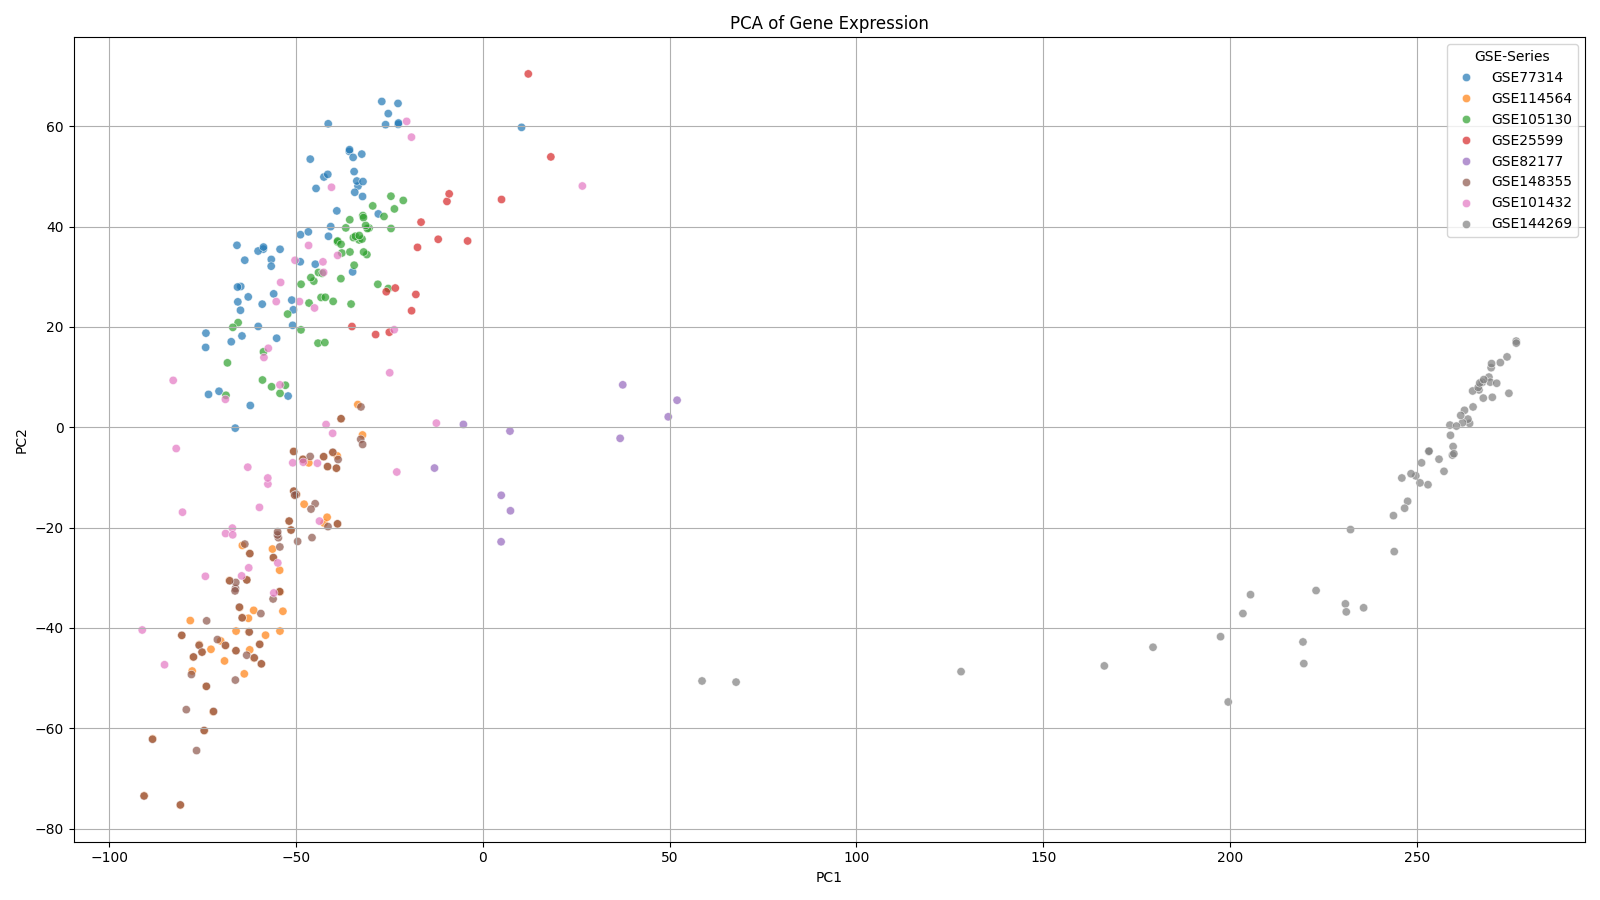 PCA of Gene Expression
GSE-Series
GSE77314
GSE114564
GSE105130
GSE25599
GSE82177
GSE148355
GSE101432
GSE144269
PC2
60
40
20
0
−20
−40
−60
−80
−100
−50
0
50
100
150
200
250
PC1